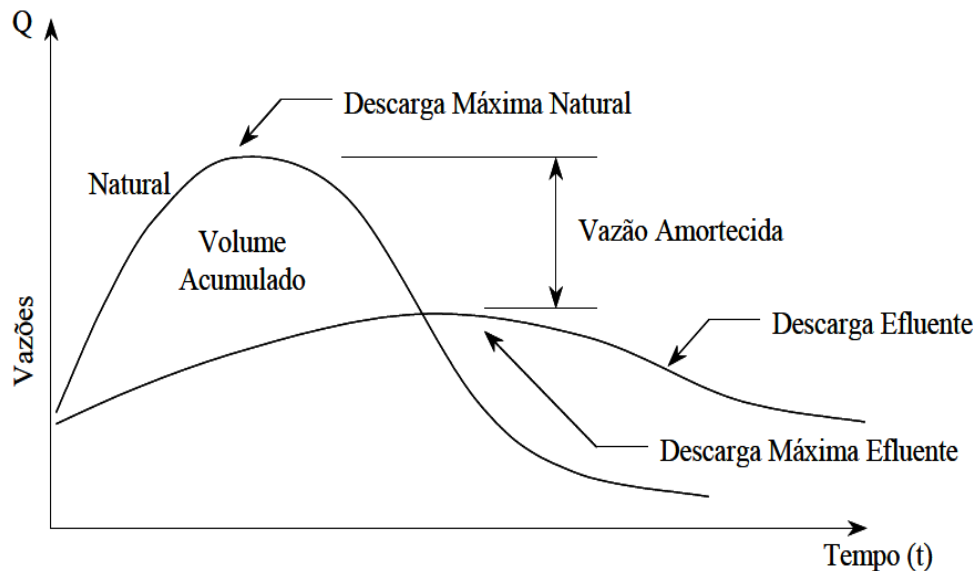 Q
Descarga Máxima Natural
Natural
Volume
Acumulado
Vazão Amortecida
Vazões
Descarga Efluente
Descarga Máxima Efluente
Tempo (t)